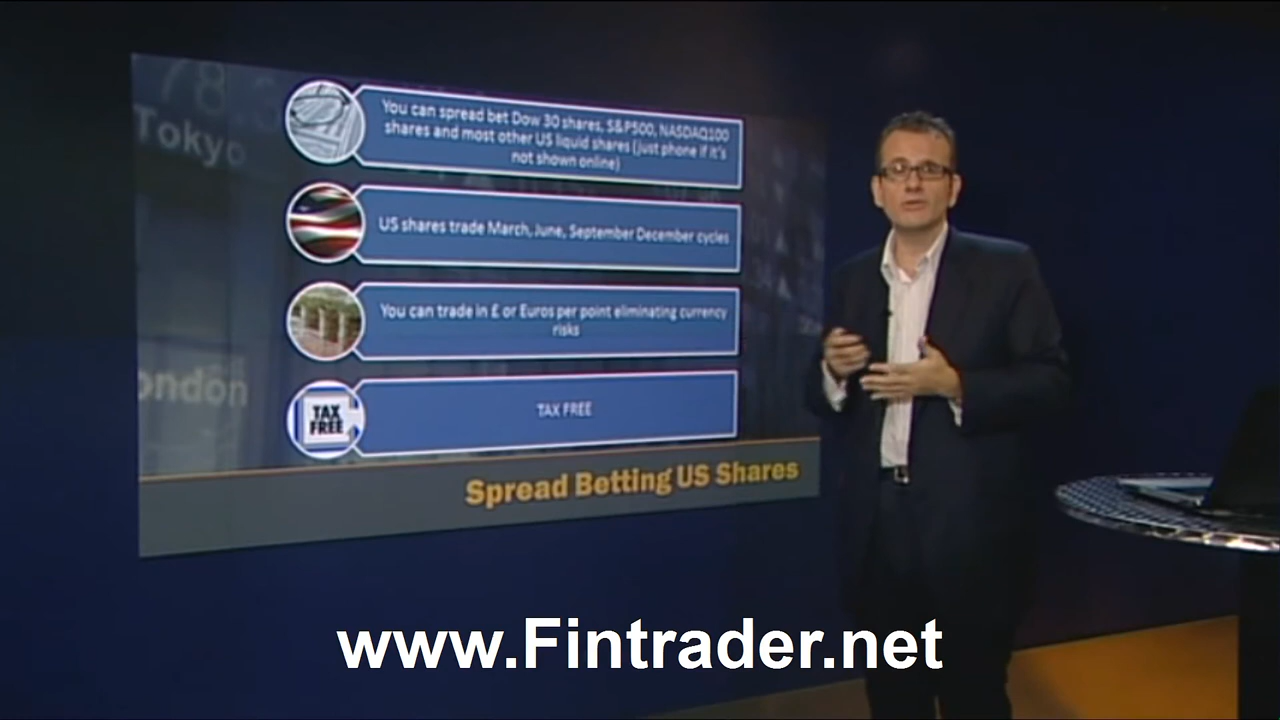 78.3
Tokyo
ondon
You can spread bet Dow 30 shares, S&P500, NASDAQ100
shares and most other US liquid shares (just phone if it's
not shown online)
US shares trade March, June, September December cycles
You can trade in £ or Euros per point eliminating currency
risks
TAX
FREE
TAX FREE
Spread Betting US Shares
www.Fintrader.net